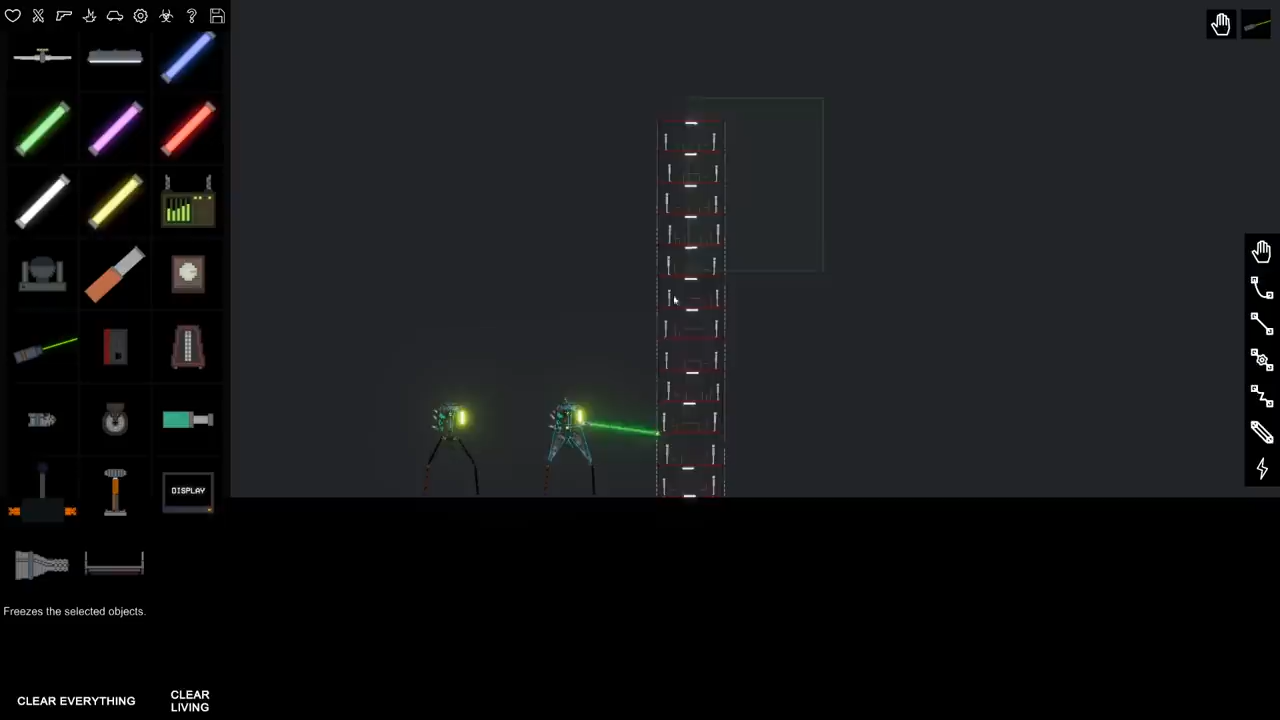 DISPLAY
Freezes the selected objects.
CLEAR EVERYTHING
CLEAR
LIVING